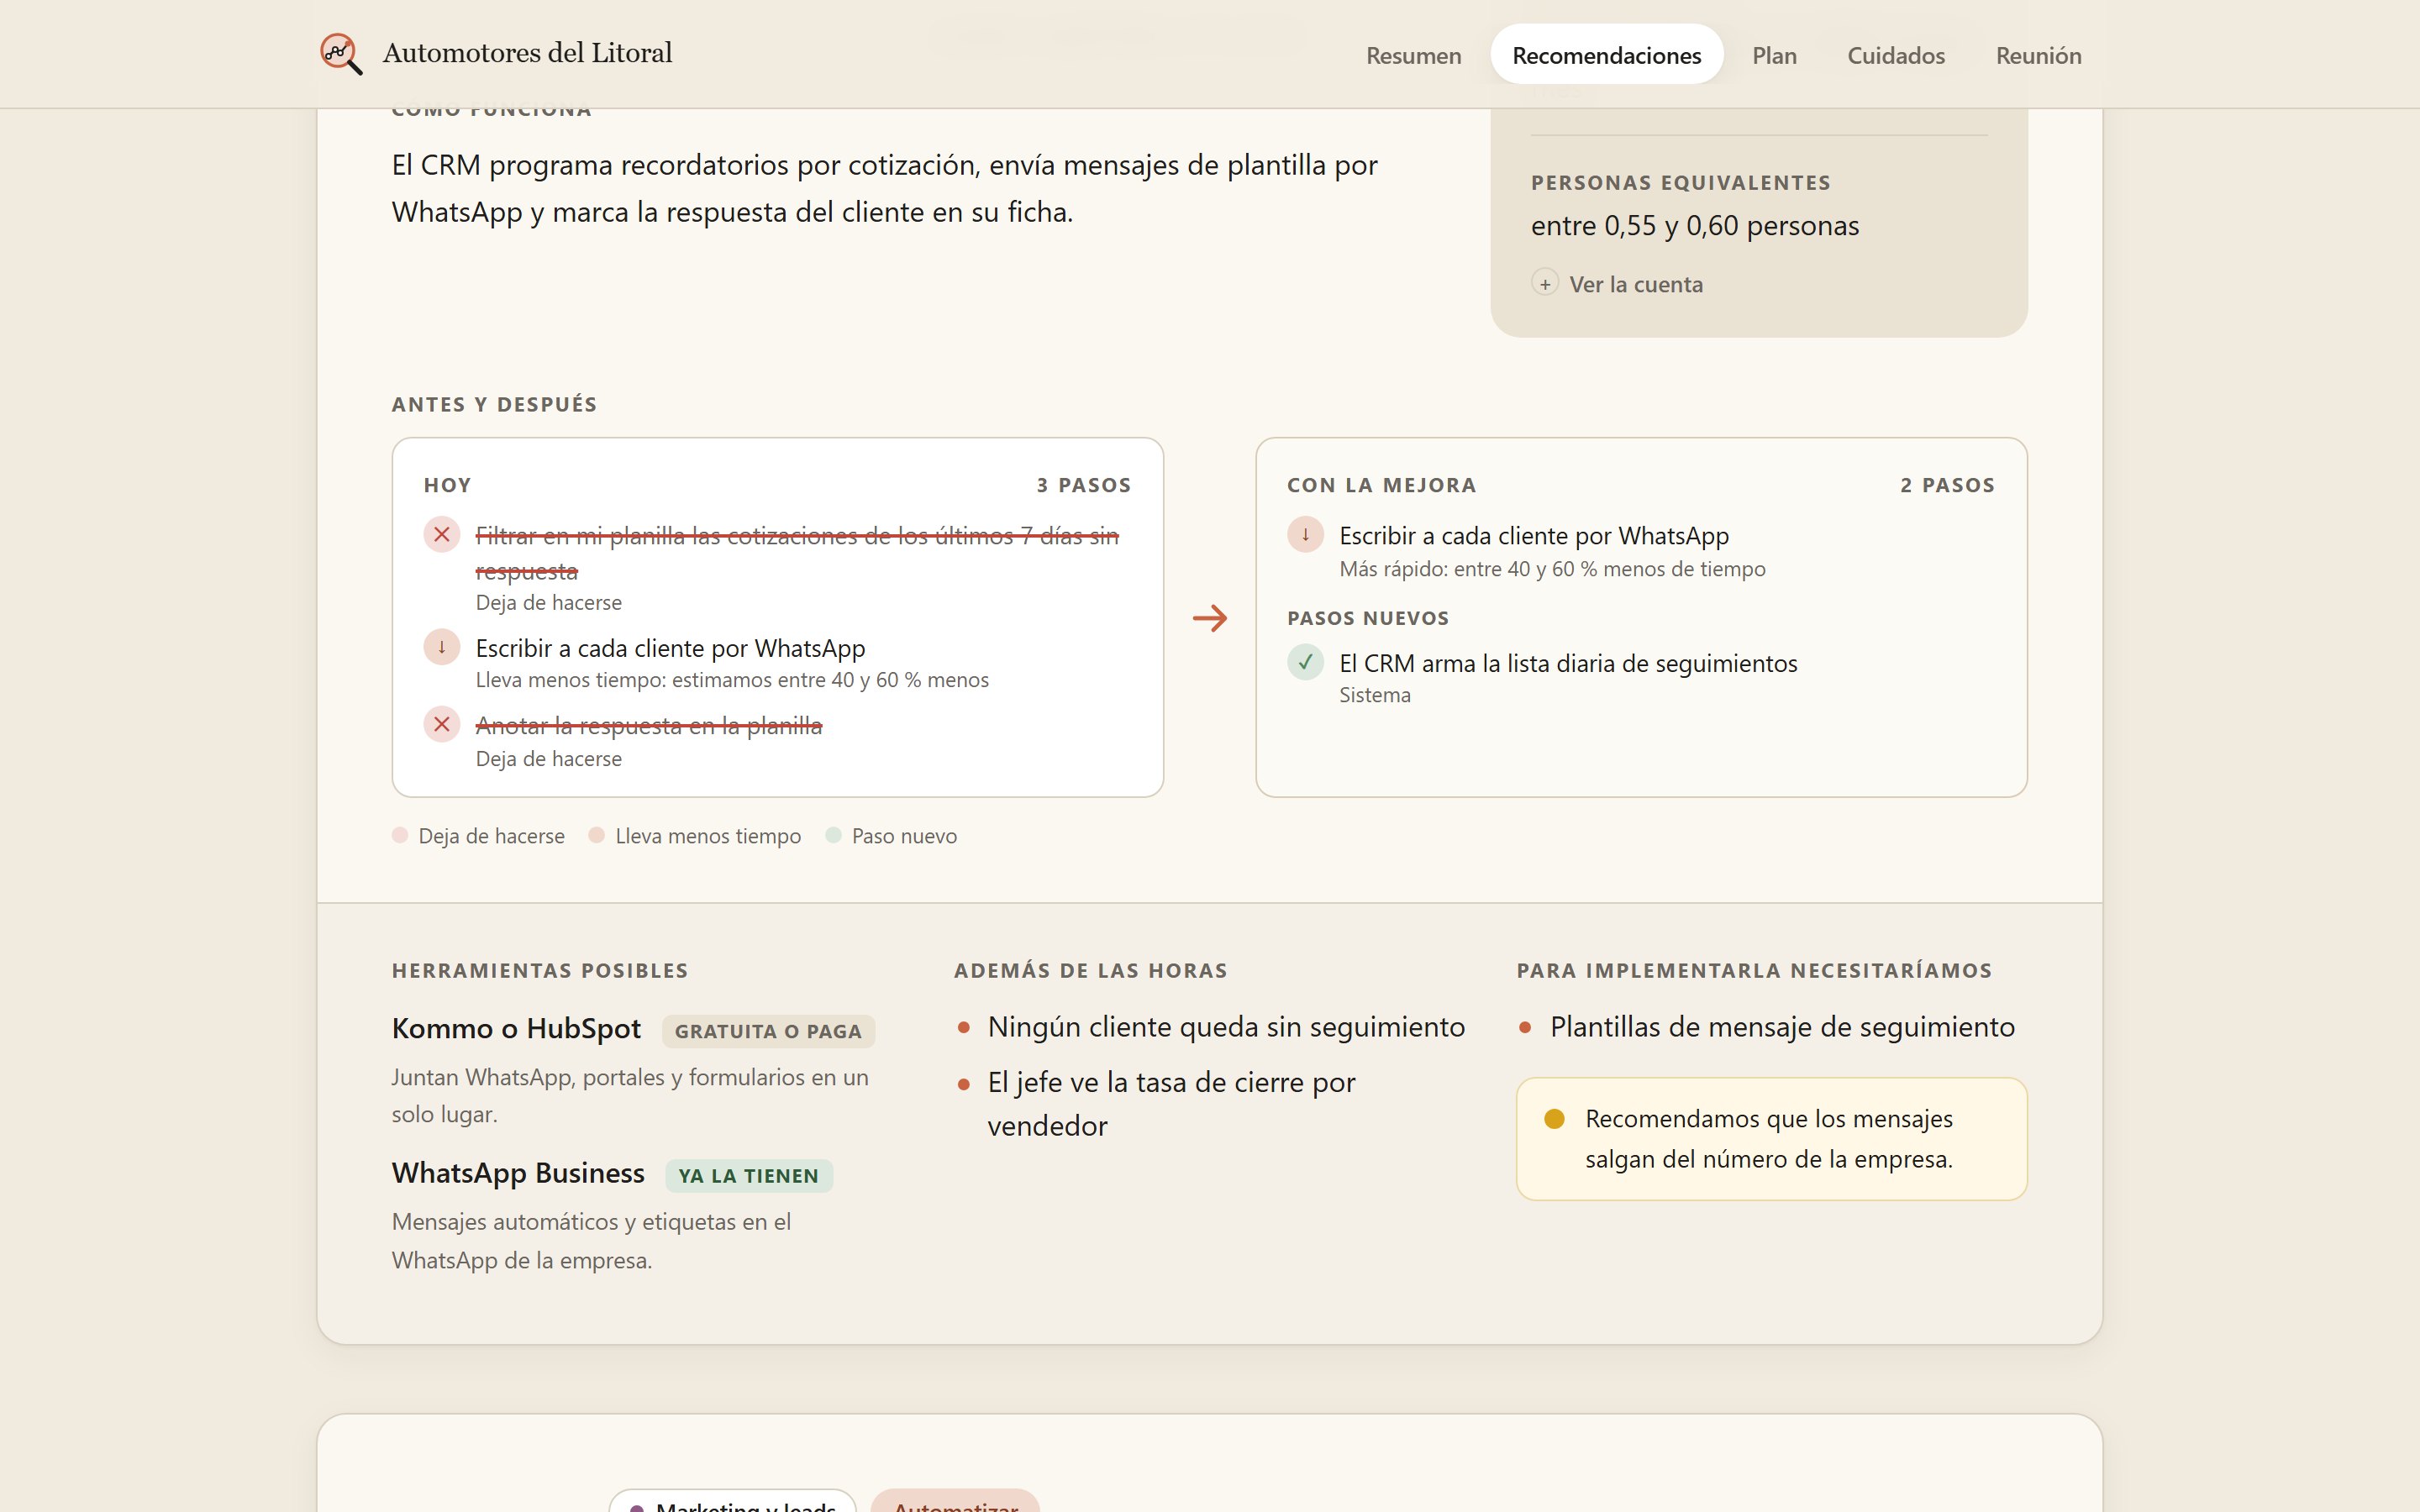 Automotores del Litoral
Resumen
Recomendaciones
Plan
Cuidados
Reunión
CÓMO FUNCIONA
El CRM programa recordatorios por cotización, envía mensajes de plantilla por
WhatsApp y marca la respuesta del cliente en su ficha.
PERSONAS EQUIVALENTES
entre 0,55 y 0,60 personas
+ Ver la cuenta
ANTES Y DESPUÉS
HOY
3 PASOS
Filtrar en mi planilla las cotizaciones de los últimos 7 días sin
respuesta
Deja de hacerse
↓ Escribir a cada cliente por WhatsApp
Lleva menos tiempo: estimamos entre 40 y 60 % menos
Anotar la respuesta en la planilla
Deja de hacerse
CON LA MEJORA
2 PASOS
↓ Escribir a cada cliente por WhatsApp
Más rápido: entre 40 y 60 % menos de tiempo
PASOS NUEVOS
✓ El CRM arma la lista diaria de seguimientos
Sistema
Deja de hacerse
Lleva menos tiempo
Paso nuevo
HERRAMIENTAS POSIBLES
Kommo o HubSpot GRATUITA O PAGA
Juntan WhatsApp, portales y formularios en un
solo lugar.
WhatsApp Business YA LA TIENEN
Mensajes automáticos y etiquetas en el
WhatsApp de la empresa.
ADEMÁS DE LAS HORAS
Ningún cliente queda sin seguimiento
El jefe ve la tasa de cierre por
vendedor
PARA IMPLEMENTARLA NECESITARÍAMOS
Plantillas de mensaje de seguimiento
Recomendamos que los mensajes
salgan del número de la empresa.
Marketing y leads
Automatizar